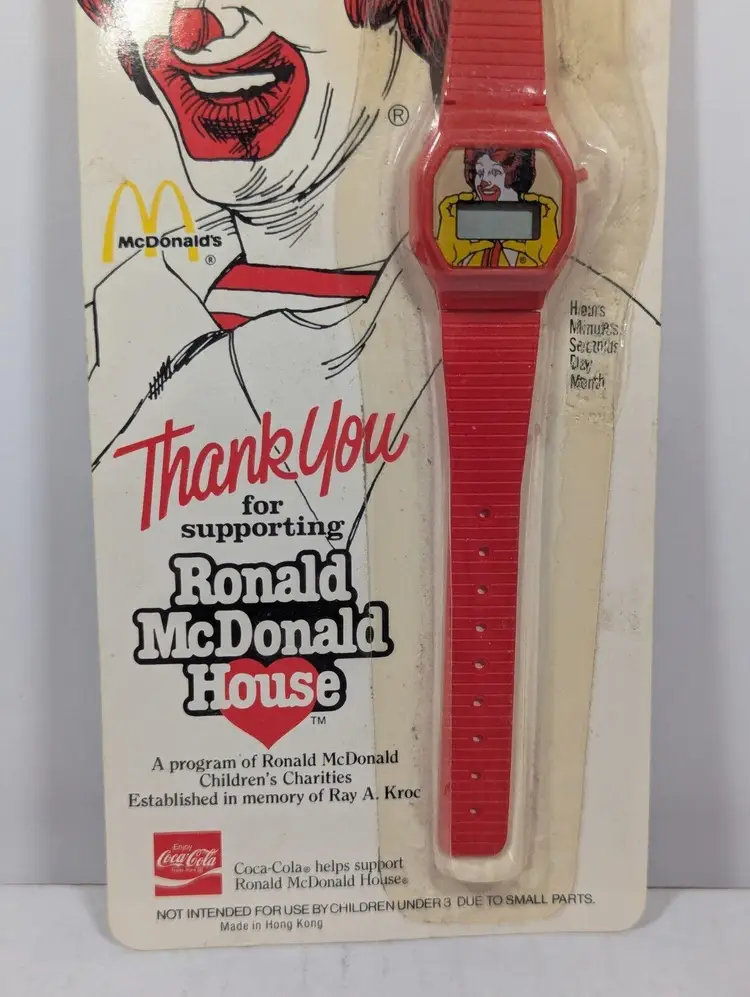 ®
McDonald's
®
Hours
Minutes
Seconds
Day
Month
Thank You
for
supporting
Ronald
McDonald
House
TM
A program of Ronald McDonald
Children's Charities
Established in memory of Ray A. Kroc
Enjoy
Coca-Cola
Coca-Cola® helps support
Ronald McDonald House®
NOT INTENDED FOR USE BY CHILDREN UNDER 3 DUE TO SMALL PARTS.
Made in Hong Kong